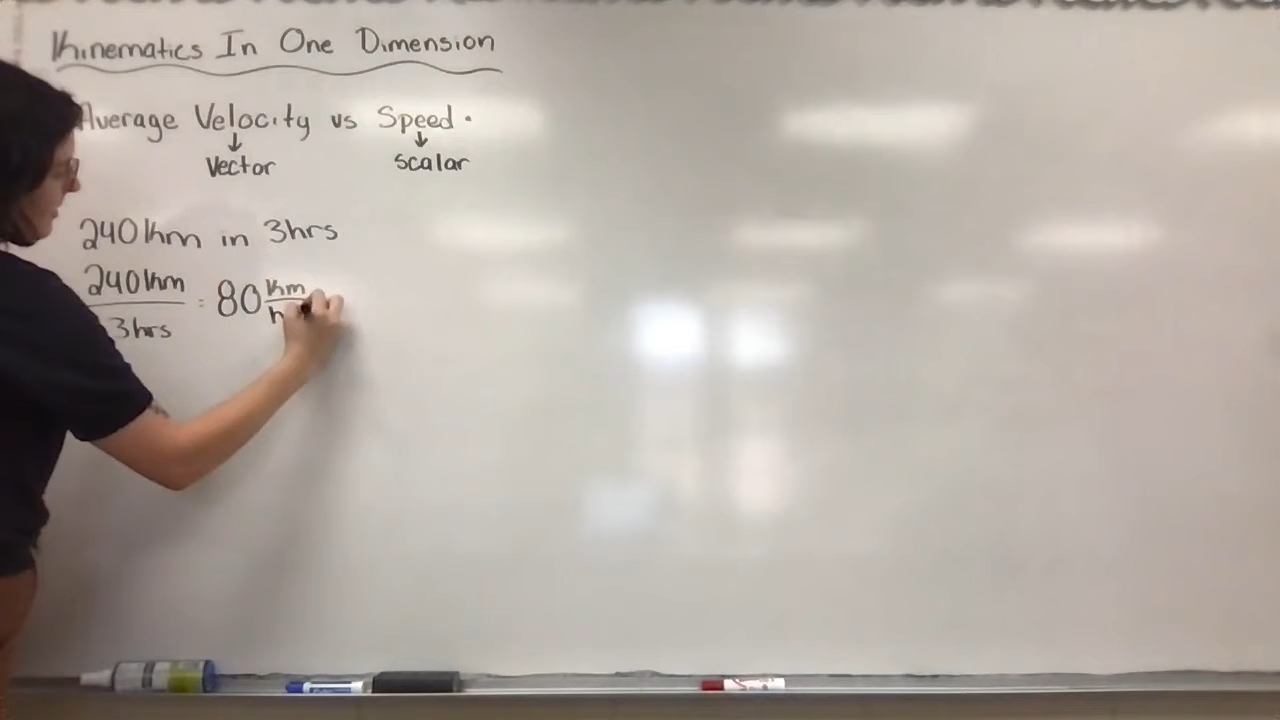 Kinematics In One Dimension
Average Velocity vs Speed.
↓ ↓
Vector scalar
240km in 3hrs
240km
3hrs
= 80 km
h